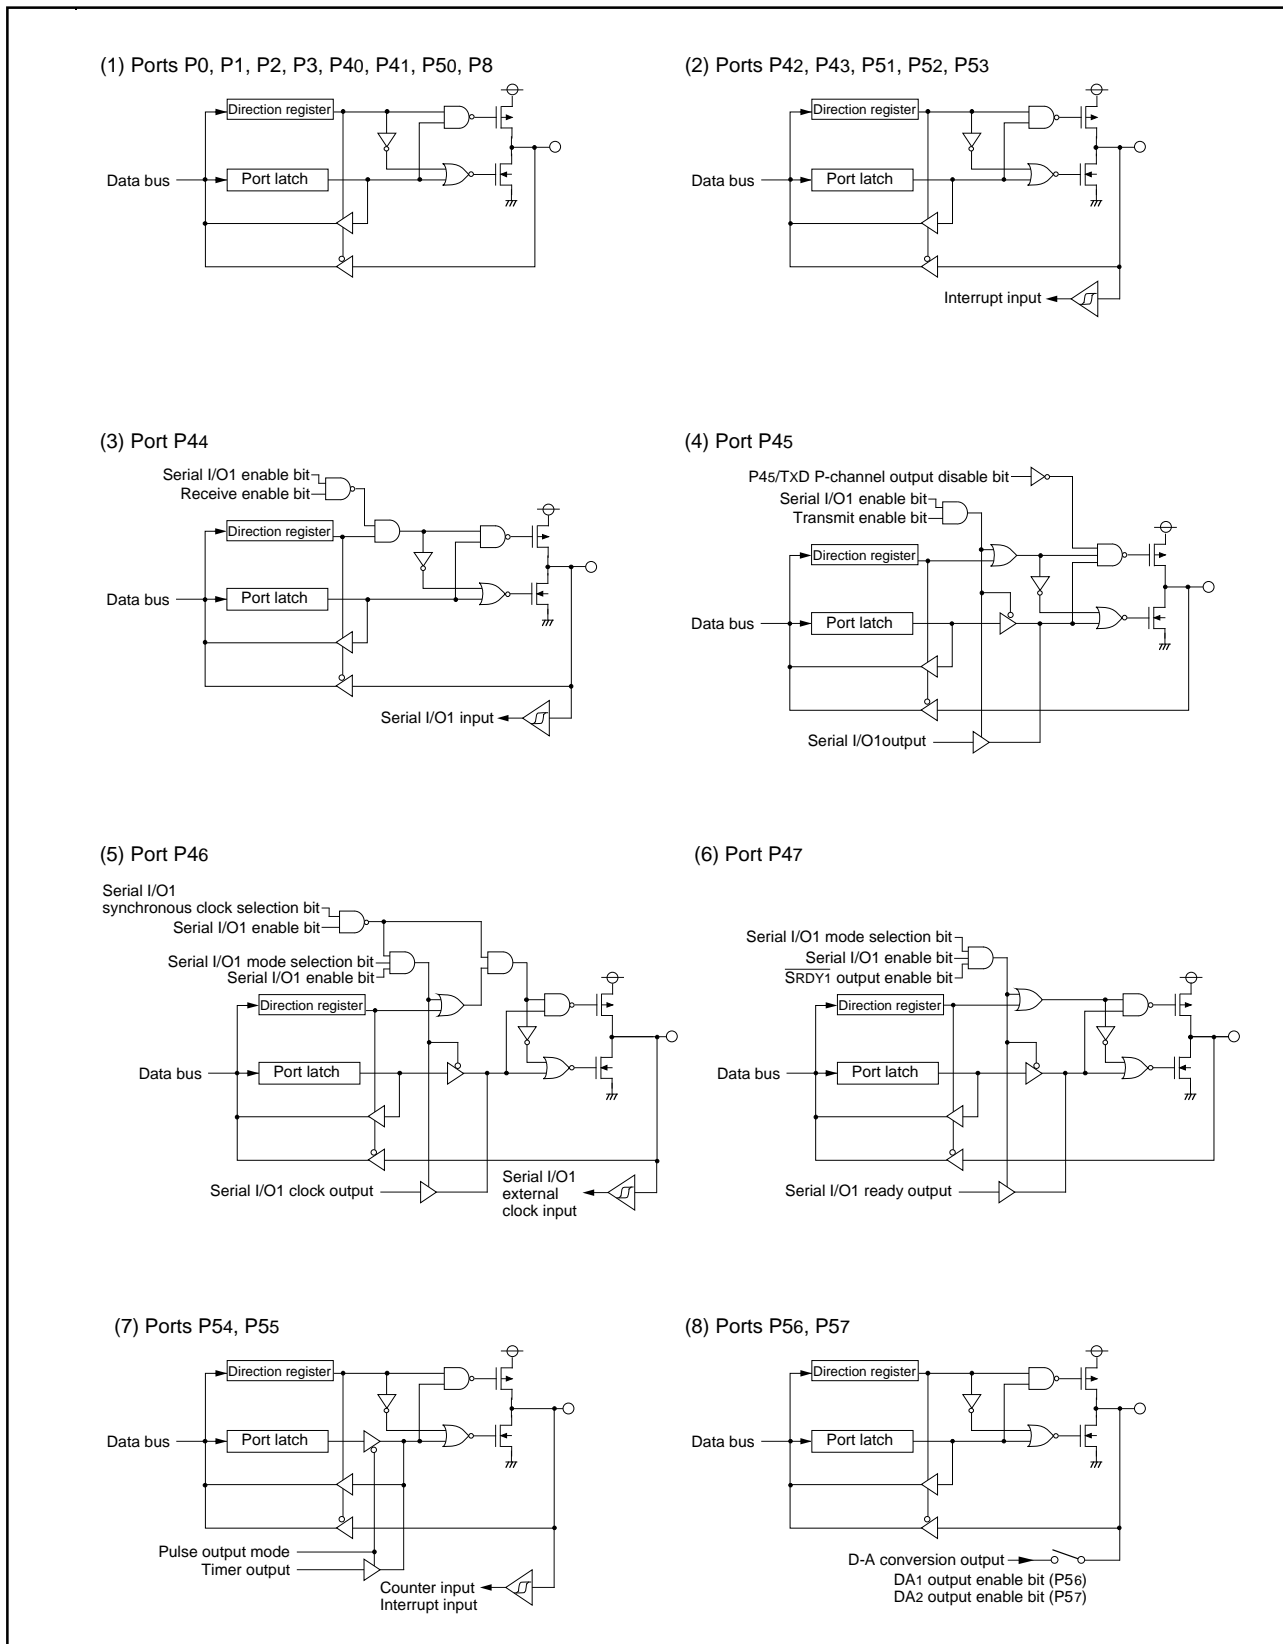 (1) Ports P0, P1, P2, P3, P40, P41, P50, P8
Direction register
Data bus
Port latch
(2) Ports P42, P43, P51, P52, P53
Direction register
Data bus
Port latch
Interrupt input
(3) Port P44
Serial I/O1 enable bit
Receive enable bit
Direction register
Data bus
Port latch
Serial I/O1 input
(4) Port P45
P45/TXD P-channel output disable bit
Serial I/O1 enable bit
Transmit enable bit
Direction register
Data bus
Port latch
Serial I/O1output
(5) Port P46
Serial I/O1
synchronous clock selection bit
Serial I/O1 enable bit
Serial I/O1 mode selection bit
Serial I/O1 enable bit
Direction register
Data bus
Port latch
Serial I/O1 clock output
Serial I/O1
external
clock input
(6) Port P47
Serial I/O1 mode selection bit
Serial I/O1 enable bit
SRDY1 output enable bit
Direction register
Data bus
Port latch
Serial I/O1 ready output
(7) Ports P54, P55
Direction register
Data bus
Port latch
Pulse output mode
Timer output
Counter input
Interrupt input
(8) Ports P56, P57
Direction register
Data bus
Port latch
D-A conversion output
DA1 output enable bit (P56)
DA2 output enable bit (P57)